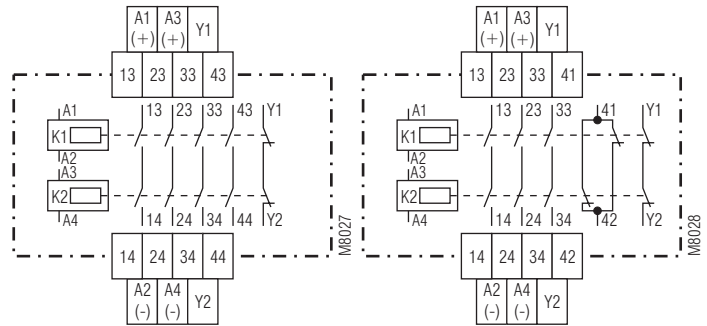 A1 (+) A3 (+) Y1
13 23 33 43
A1 13 23 33 43 Y1
K1
A2
A3
K2
A4 14 24 34 44 Y2
M8027
14 24 34 44
A2 (-) A4 (-) Y2
A1 (+) A3 (+) Y1
13 23 33 41
A1 13 23 33 41 Y1
K1
A2
A3
K2
A4 14 24 34 42 Y2
M8028
14 24 34 42
A2 (-) A4 (-) Y2